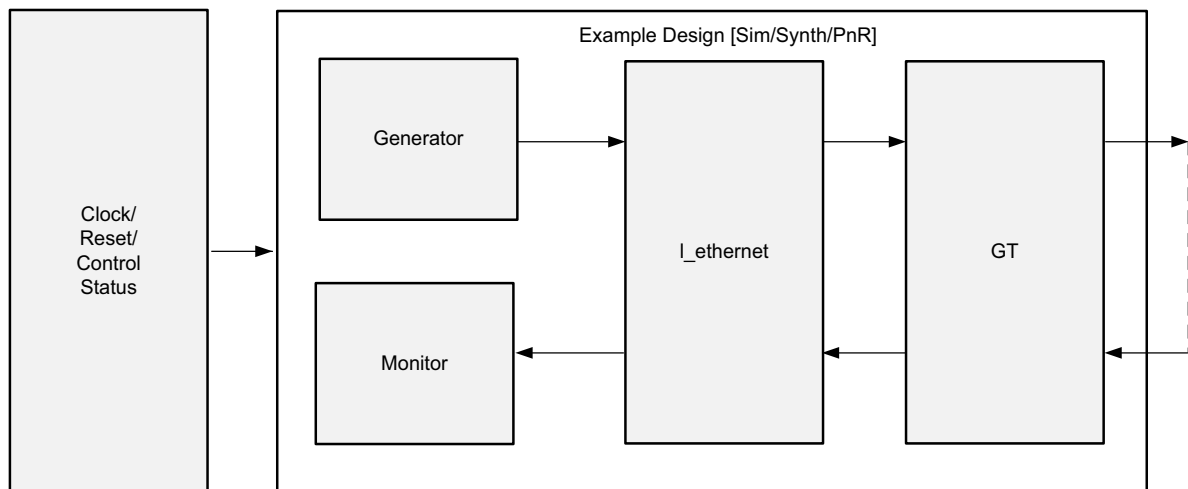 Example Design [Sim/Synth/PnR]
Generator
Clock/
Reset/
Control
Status
l_ethernet
GT
Monitor